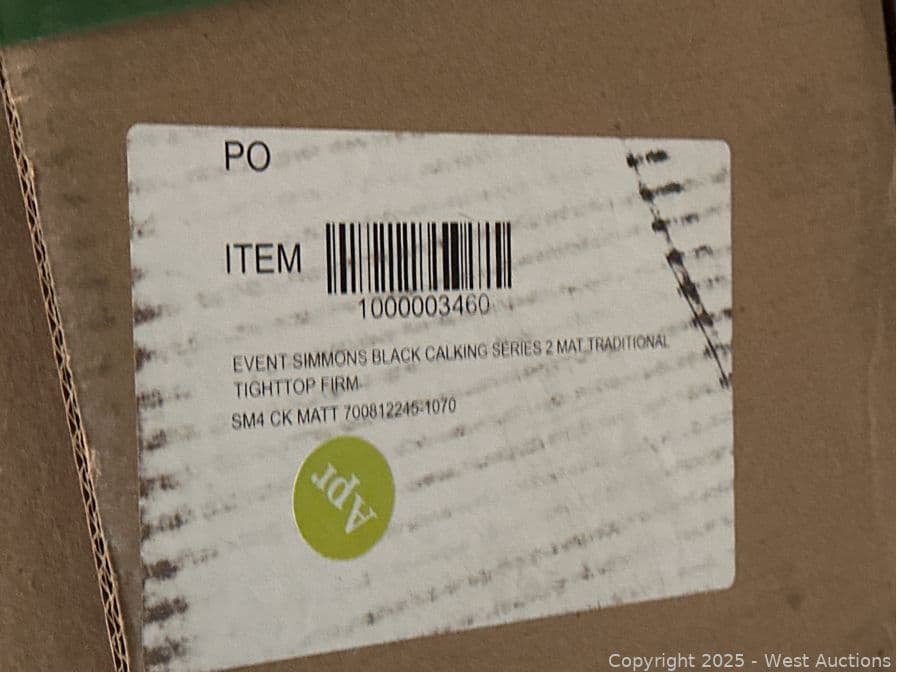 PO
ITEM
1000003460
EVENT SIMMONS BLACK CALKING SERIES 2 MAT TRADITIONAL
TIGHTTOP FIRM
SM4 CK MATT 700812245-1070
Apr
Copyright 2025 - West Auctions